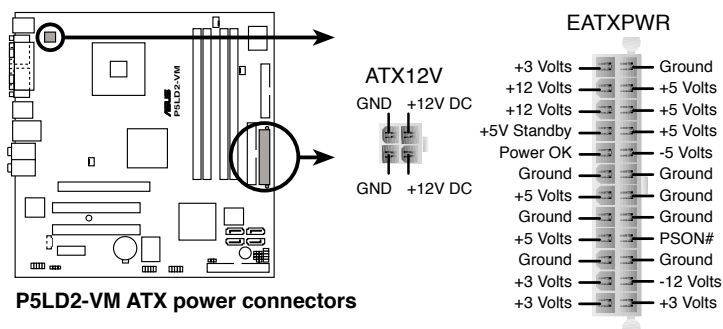 EATXPWR
ATX12V
GND +12V DC
GND +12V DC
+3 Volts Ground
+12 Volts +5 Volts
+12 Volts +5 Volts
+5V Standby +5 Volts
Power OK -5 Volts
Ground Ground
+5 Volts Ground
Ground Ground
+5 Volts PSON#
Ground Ground
+3 Volts -12 Volts
+3 Volts +3 Volts
ASUS
P5LD2-VM
P5LD2-VM ATX power connectors